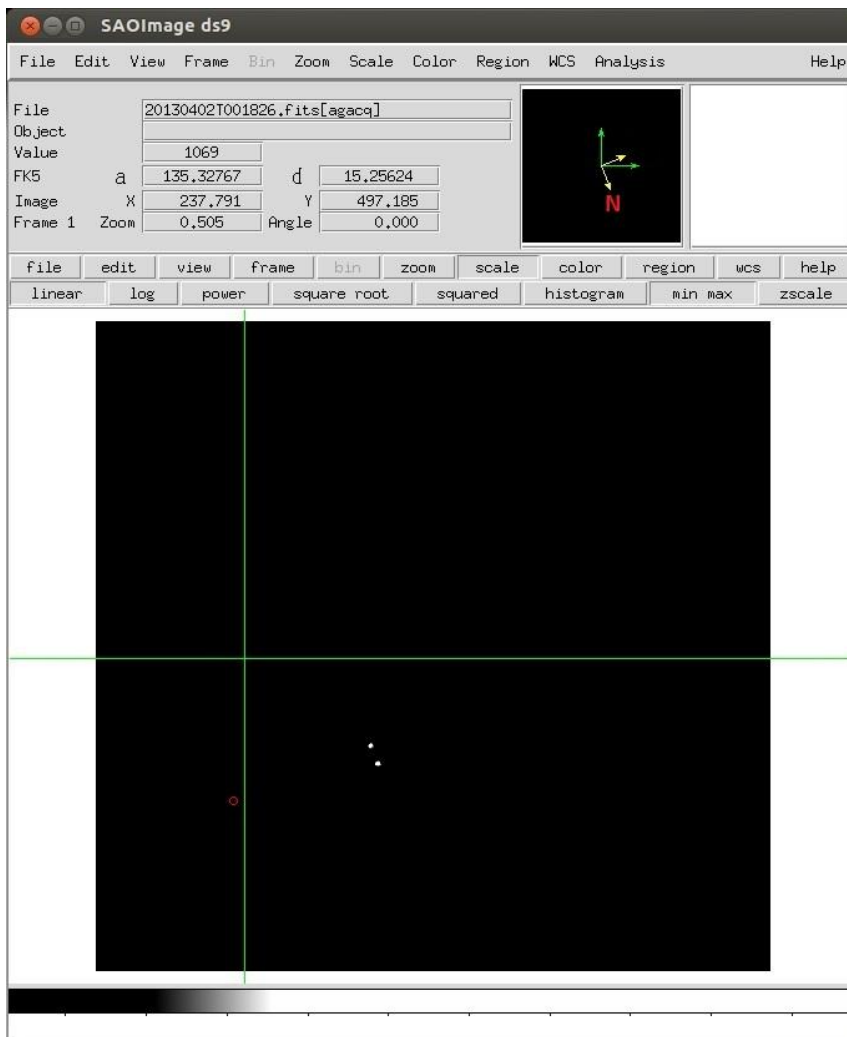 SAOImage ds9
File Edit View Frame Bin Zoom Scale Color Region WCS Analysis Help
File 20130402T001826.fits[agacq]
Object
Value 1069
FK5 a 135.32767 d 15.25624
Image X 237.791 Y 497.185
Frame 1 Zoom 0.505 Angle 0.000
N
file edit view frame bin zoom scale color region wcs help
linear log power square root squared histogram min max zscale